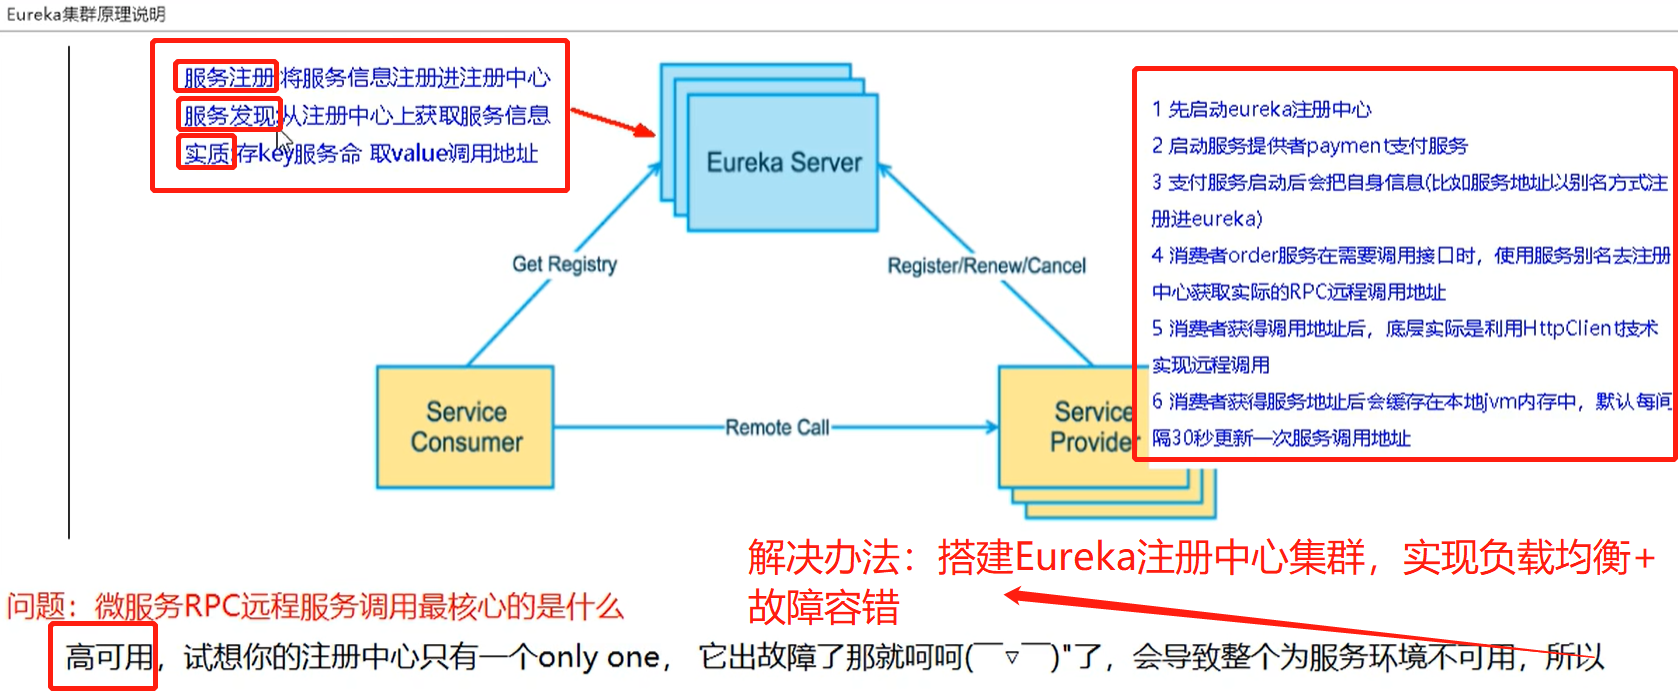 Eureka集群原理说明
服务注册:将服务信息注册进注册中心
服务发现:从注册中心上获取服务信息
实质:存key服务命 取value调用地址
Eureka Server
1 先启动eureka注册中心
2 启动服务提供者payment支付服务
3 支付服务启动后会把自身信息(比如服务地址以别名方式注
册进eureka)
4 消费者order服务在需要调用接口时，使用服务别名去注册
中心获取实际的RPC远程调用地址
5 消费者获得调用地址后，底层实际是利用HttpClient技术
实现远程调用
6 消费者获得服务地址后会缓存在本地jvm内存中，默认每间
隔30秒更新一次服务调用地址
Get Registry
Register/Renew/Cancel
Service
Consumer
Remote Call
Service
Provider
解决办法：搭建Eureka注册中心集群，实现负载均衡+
故障容错
问题：微服务RPC远程服务调用最核心的是什么
高可用，试想你的注册中心只有一个only one， 它出故障了那就呵呵(￣▽￣)"了，会导致整个为服务环境不可用，所以